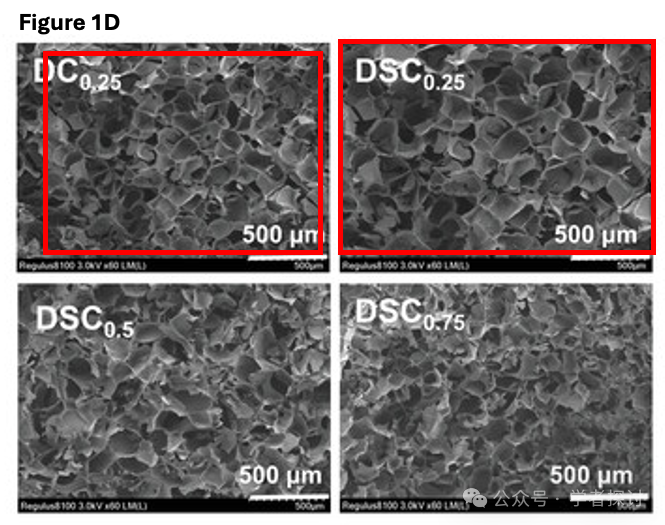 Figure 1D
DC0.25
DSC0.25
500 µm
500 µm
Regulus8100 3.0kV x60 LM(L)
500µm
Regulus8100 3.0kV x60 LM(L)
500µm
DSC0.5
DSC0.75
500 µm
500 µm
Regulus8100 3.0kV x60 LM(L)
500µm
Regulus8100 3.0kV x60 LM(L)
公众号 · 学者探讨